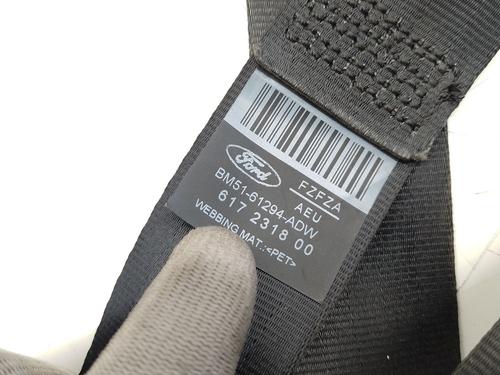 Ford
FZFZA
AEU
BM51-61294-ADW
617 2318 00
WEBBING MAT.:<PET>